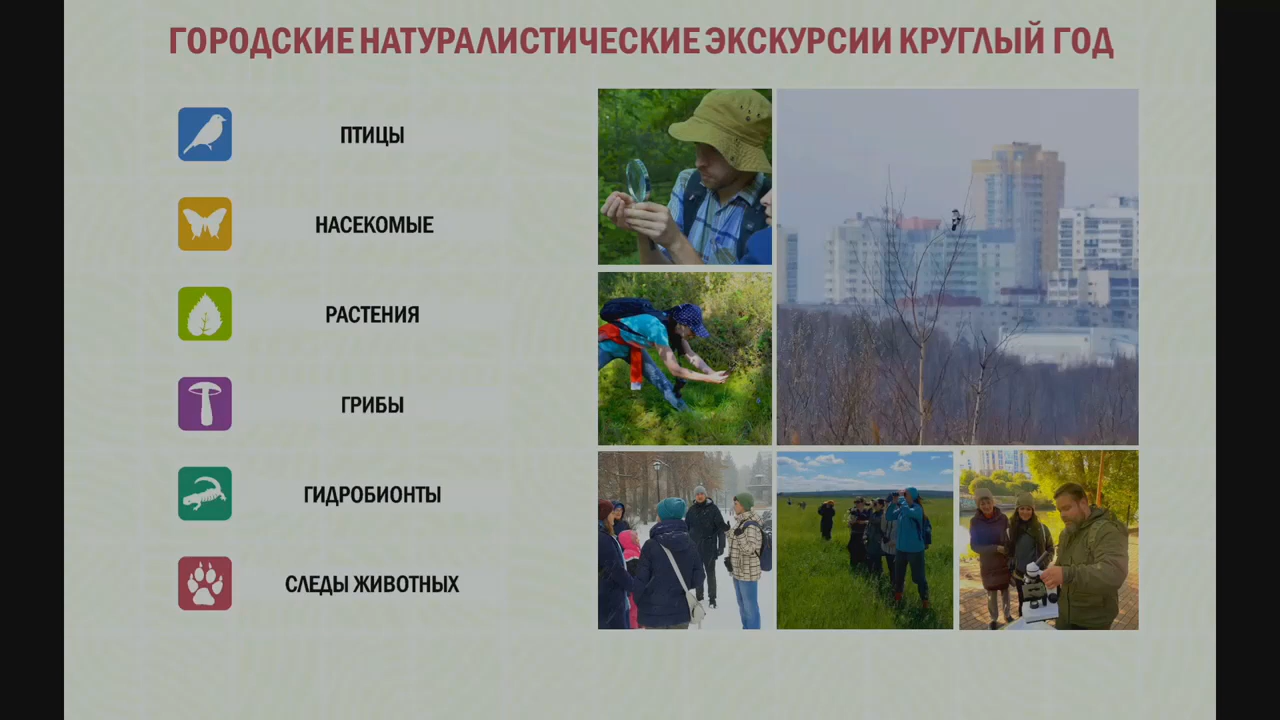 ГОРОДСКИЕ НАТУРАЛИСТИЧЕСКИЕ ЭКСКУРСИИ КРУГЛЫЙ ГОД
ПТИЦЫ
НАСЕКОМЫЕ
РАСТЕНИЯ
ГРИБЫ
ГИДРОБИОНТЫ
СЛЕДЫ ЖИВОТНЫХ